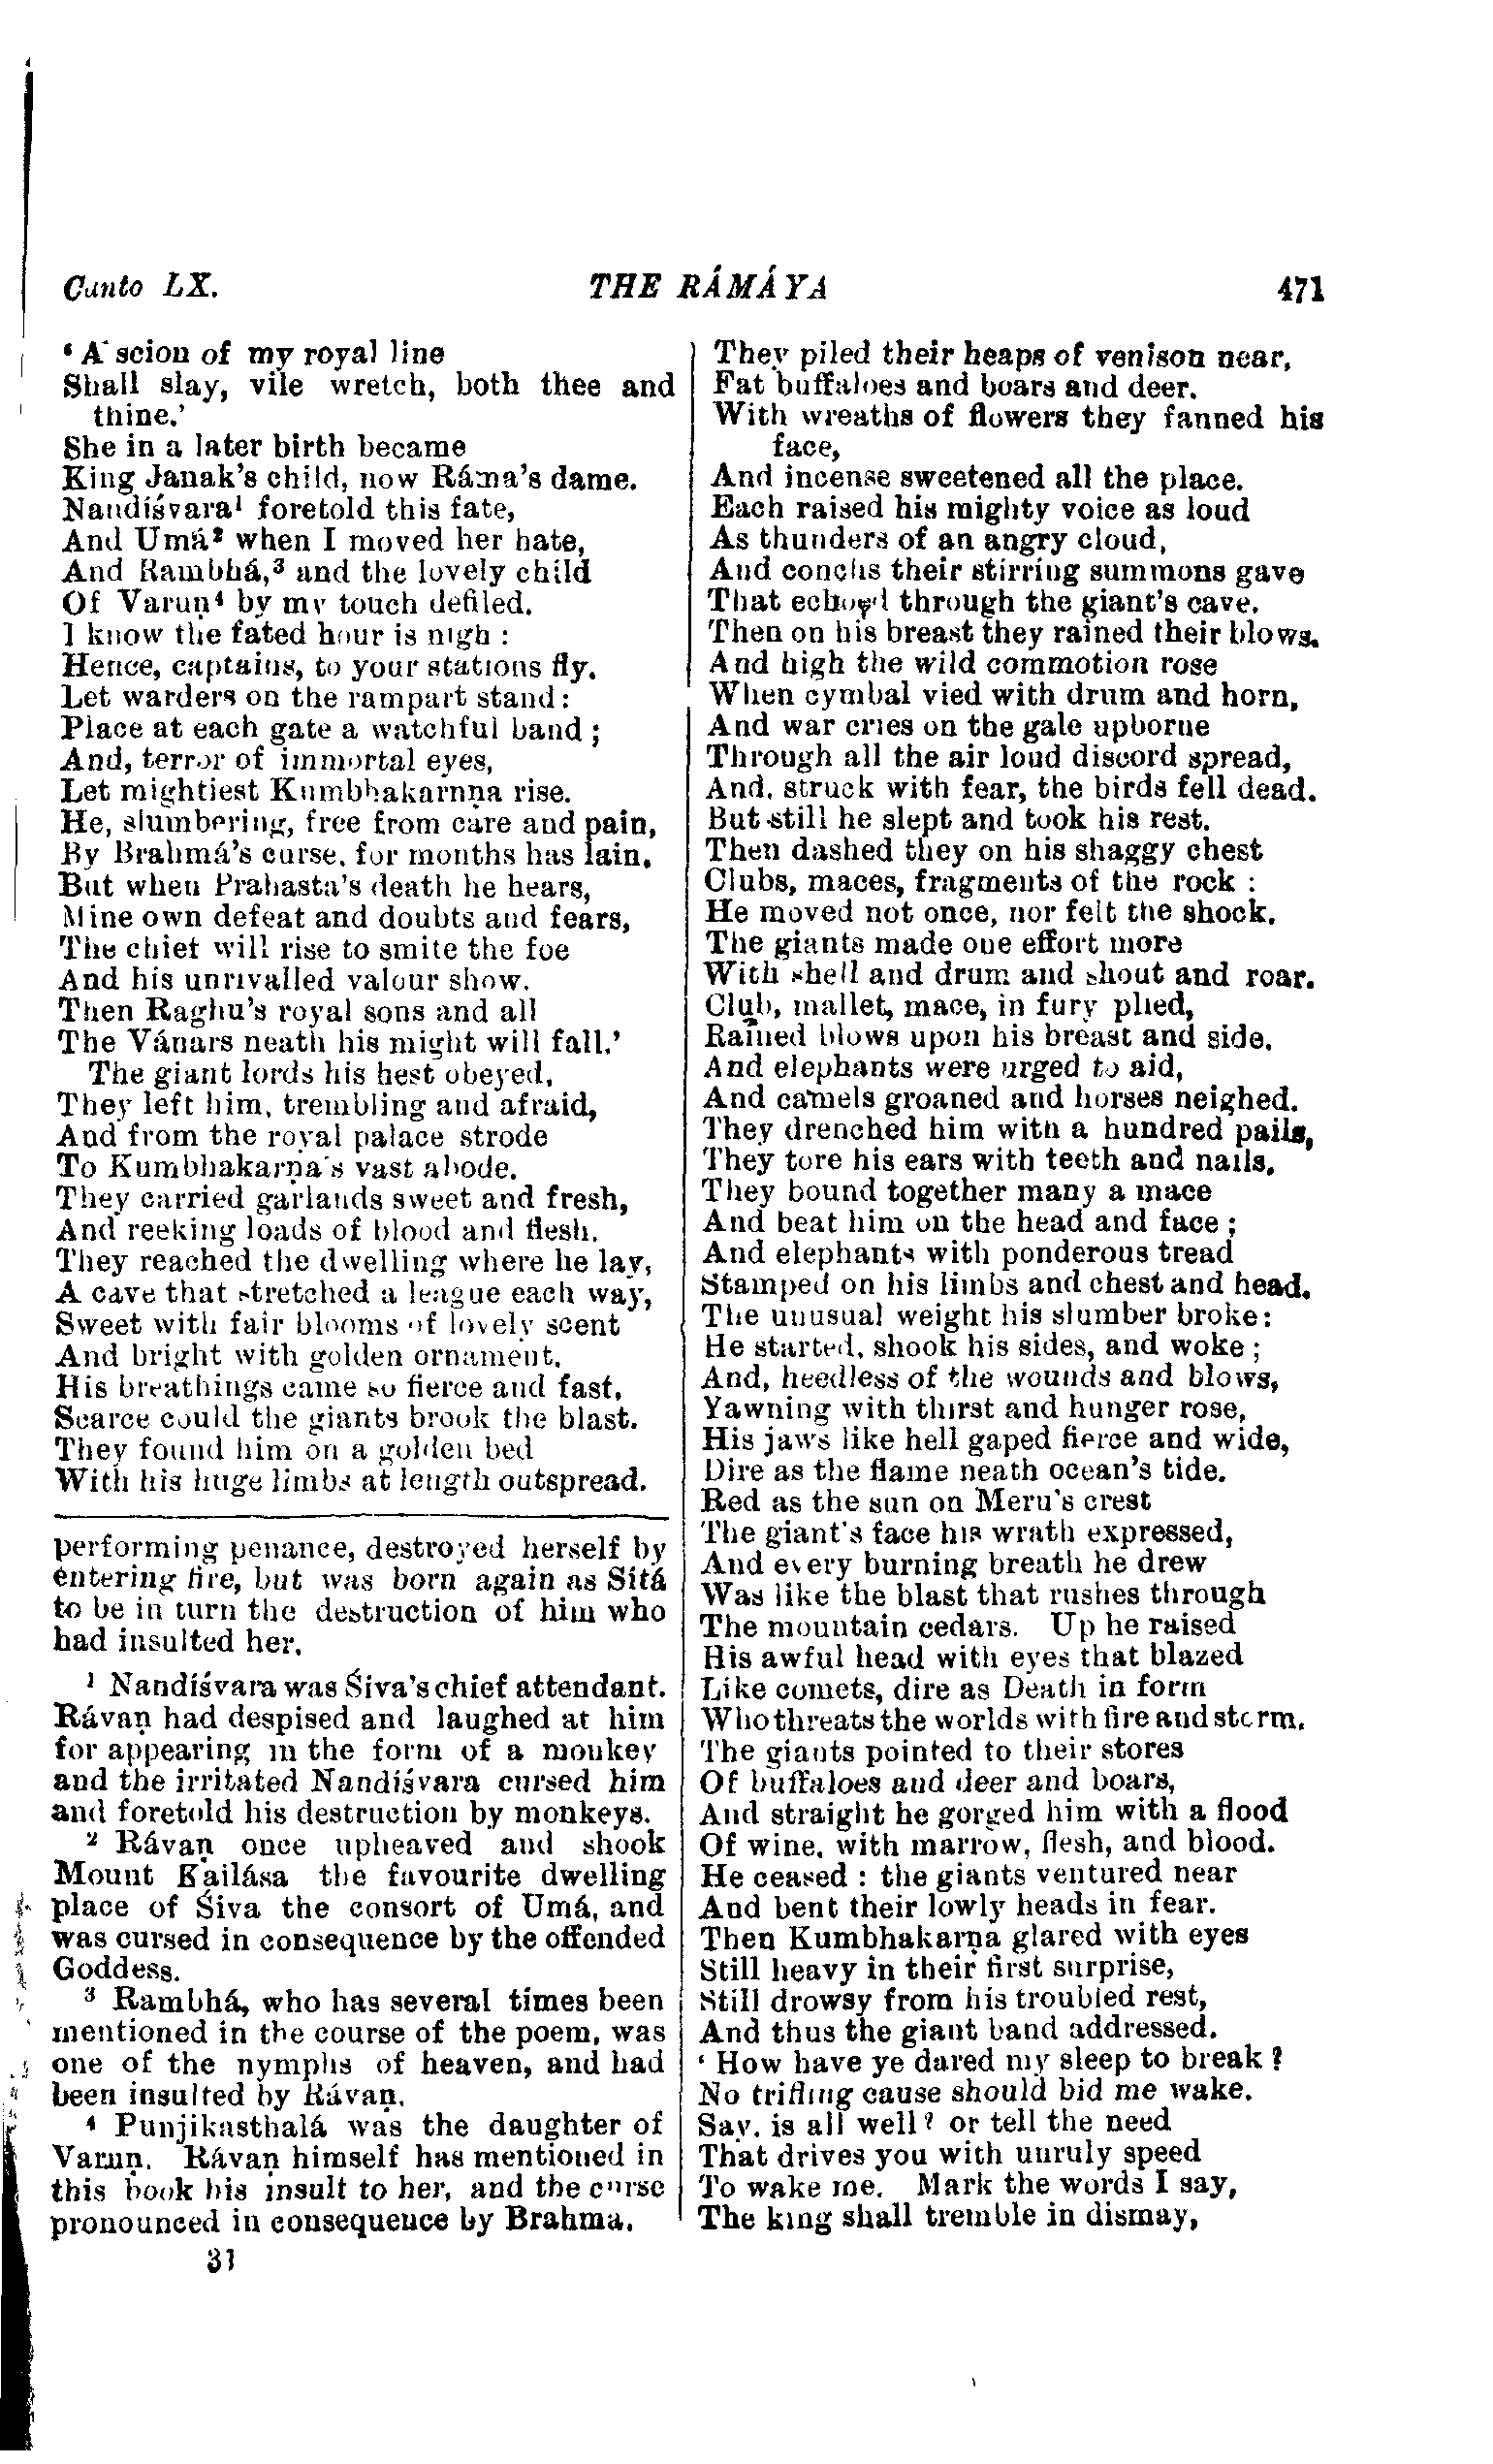 Canto LX. THE RÁMÁYA 471
‘ A scion of my royal line
Shall slay, vile wretch, both thee and
thine.’
She in a later birth became
King Janak's child, now Ráma's dame.
Nandíśvara¹ foretold this fate,
And Umá² when I moved her hate,
And Rambhá,³ and the lovely child
Of Varuṇ⁴ by my touch defiled.
I know the fated hour is nigh :
Hence, captains, to your stations fly.
Let warders on the rampart stand:
Place at each gate a watchful band ;
And, terror of immortal eyes,
Let mightiest Kumbhakarnṇa rise.
He, slumbering, free from care and pain,
By Brahmá's curse, for months has lain.
But when Prahasta's death he hears,
Mine own defeat and doubts and fears,
The chief will rise to smite the foe
And his unrivalled valour show.
Then Raghu's royal sons and all
The Vánars neath his might will fall.’
The giant lords his hest obeyed,
They left him, trembling and afraid,
And from the royal palace strode
To Kumbhakarṇa's vast abode.
They carried garlands sweet and fresh,
And reeking loads of blood and flesh.
They reached the dwelling where he lay,
A cave that stretched a league each way,
Sweet with fair blooms of lovely scent
And bright with golden ornament.
His breathings came so fierce and fast,
Scarce could the giants brook the blast.
They found him on a golden bed
With his huge limbs at length outspread.
performing penance, destroyed herself by
entering fire, but was born again as Sítá
to be in turn the destruction of him who
had insulted her.
¹ Nandíśvara was Śiva's chief attendant.
Rávaṇ had despised and laughed at him
for appearing in the form of a monkey
and the irritated Nandíśvara cursed him
and foretold his destruction by monkeys.
² Rávaṇ once upheaved and shook
Mount Kailása the favourite dwelling
place of Śiva the consort of Umá, and
was cursed in consequence by the offended
Goddess.
³ Rambhá, who has several times been
mentioned in the course of the poem, was
one of the nymphs of heaven, and had
been insulted by Rávaṇ.
⁴ Punjikasthalá was the daughter of
Varuṇ. Rávaṇ himself has mentioned in
this book his insult to her, and the curse
pronounced in consequence by Brahma.
31
They piled their heaps of venison near,
Fat buffaloes and boars and deer.
With wreaths of flowers they fanned his
face,
And incense sweetened all the place.
Each raised his mighty voice as loud
As thunders of an angry cloud,
And conchs their stirring summons gave
That echoed through the giant's cave.
Then on his breast they rained their blows.
And high the wild commotion rose
When cymbal vied with drum and horn,
And war cries on the gale upborne
Through all the air loud discord spread,
And, struck with fear, the birds fell dead.
But still he slept and took his rest.
Then dashed they on his shaggy chest
Clubs, maces, fragments of the rock :
He moved not once, nor felt the shock.
The giants made one effort more
With shell and drum and shout and roar.
Club, mallet, mace, in fury plied,
Rained blows upon his breast and side.
And elephants were urged to aid,
And camels groaned and horses neighed.
They drenched him with a hundred pails,
They tore his ears with teeth and nails.
They bound together many a mace
And beat him on the head and face ;
And elephants with ponderous tread
Stamped on his limbs and chest and head.
The unusual weight his slumber broke:
He started, shook his sides, and woke ;
And, heedless of the wounds and blows,
Yawning with thirst and hunger rose,
His jaws like hell gaped fierce and wide,
Dire as the flame neath ocean's tide.
Red as the sun on Meru's crest
The giant's face his wrath expressed,
And every burning breath he drew
Was like the blast that rushes through
The mountain cedars. Up he raised
His awful head with eyes that blazed
Like comets, dire as Death in form
Who threats the worlds with fire and storm.
The giants pointed to their stores
Of buffaloes and deer and boars,
And straight he gorged him with a flood
Of wine, with marrow, flesh, and blood.
He ceased : the giants ventured near
And bent their lowly heads in fear.
Then Kumbhakarṇa glared with eyes
Still heavy in their first surprise,
Still drowsy from his troubled rest,
And thus the giant band addressed.
‘ How have ye dared my sleep to break ?
No trifling cause should bid me wake.
Say, is all well? or tell the need
That drives you with unruly speed
To wake me. Mark the words I say,
The king shall tremble in dismay,